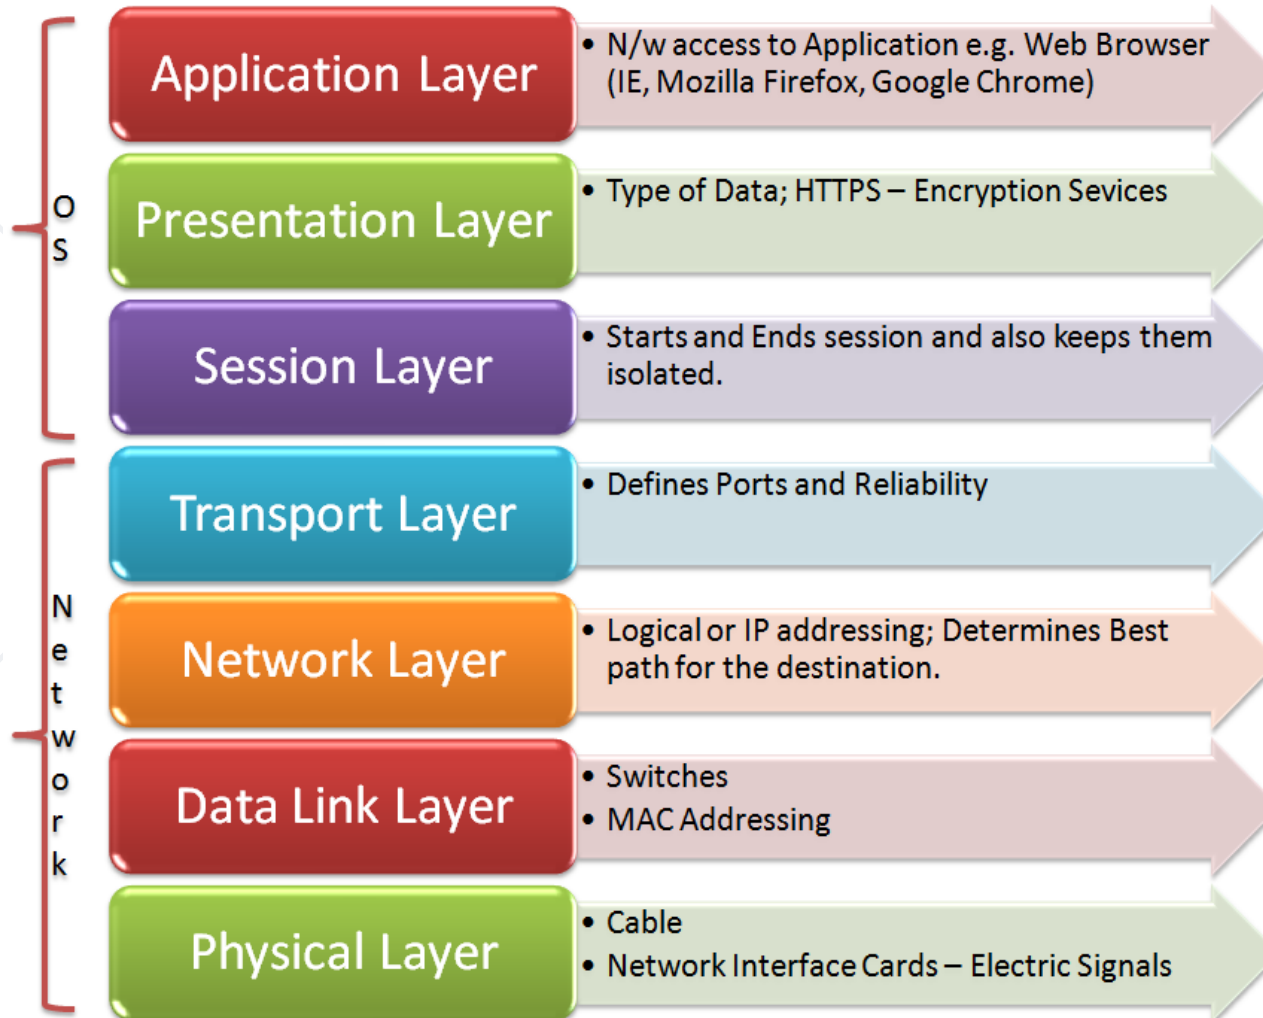 Application Layer
• N/w access to Application e.g. Web Browser
(IE, Mozilla Firefox, Google Chrome)
OS
Presentation Layer
• Type of Data; HTTPS – Encryption Sevices
Session Layer
• Starts and Ends session and also keeps them
isolated.
Transport Layer
• Defines Ports and Reliability
Network
Network Layer
• Logical or IP addressing; Determines Best
path for the destination.
Data Link Layer
• Switches
• MAC Addressing
Physical Layer
• Cable
• Network Interface Cards – Electric Signals